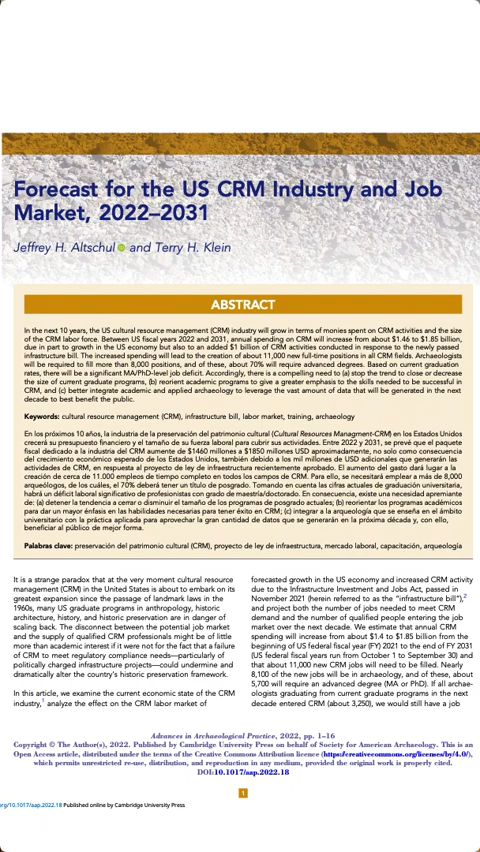 Forecast for the US CRM Industry and Job
Market, 2022–2031
Jeffrey H. Altschul and Terry H. Klein
ABSTRACT
In the next 10 years, the US cultural resource management (CRM) industry will grow in terms of monies spent on CRM activities and the size
of the CRM labor force. Between US fiscal years 2022 and 2031, annual spending on CRM will increase from about $1.46 to $1.85 billion,
due in part to growth in the US economy but also to an added $1 billion of CRM activities conducted in response to the newly passed
infrastructure bill. The increased spending will lead to the creation of about 11,000 new full-time positions in all CRM fields. Archaeologists
will be required to fill more than 8,000 positions, and of these, about 70% will require advanced degrees. Based on current graduation
rates, there will be a significant MA/PhD-level job deficit. Accordingly, there is a compelling need to (a) stop the trend to close or decrease
the size of current graduate programs, (b) reorient academic programs to give a greater emphasis to the skills needed to be successful in
CRM, and (c) better integrate academic and applied archaeology to leverage the vast amount of data that will be generated in the next
decade to best benefit the public.
Keywords: cultural resource management (CRM), infrastructure bill, labor market, training, archaeology
En los próximos 10 años, la industria de la preservación del patrimonio cultural (Cultural Resources Managment-CRM) en los Estados Unidos
crecerá su presupuesto financiero y el tamaño de su fuerza laboral para cubrir sus actividades. Entre 2022 y 2031, se prevé que el paquete
fiscal dedicado a la industria del CRM aumente de $1460 millones a $1850 millones USD aproximadamente, no solo como consecuencia
del crecimiento económico esperado de los Estados Unidos, también debido a los mil millones de USD adicionales que generarán las
actividades de CRM, en respuesta al proyecto de ley de infraestructura recientemente aprobado. El aumento del gasto dará lugar a la
creación de cerca de 11.000 empleos de tiempo completo en todos los campos del CRM. Para ello, se necesitará emplear a más de 8,000
arqueólogos, de los cuáles, el 70% deberá tener un título de posgrado. Tomando en cuenta las cifras actuales de graduación universitaria,
habrá un déficit laboral significativo de profesionistas con grado de maestría/doctorado. En consecuencia, existe una necesidad apremiante
de: (a) detener la tendencia a cerrar o disminuir el tamaño de los programas de posgrado actuales; (b) reorientar los programas académicos
para dar un mayor énfasis en las habilidades necesarias para tener éxito en CRM; (c) integrar a la arqueología que se enseña en el ámbito
universitario con la práctica aplicada para aprovechar la gran cantidad de datos que se generarán en la próxima década y, con ello,
beneficiar al público de mejor forma.
Palabras clave: preservación del patrimonio cultural (CRM), proyecto de ley de infraestructura, mercado laboral, capacitación, arqueología
It is a strange paradox that at the very moment cultural resource
management (CRM) in the United States is about to embark on its
greatest expansion since the passage of landmark laws in the
1960s, many US graduate programs in anthropology, historic
architecture, history, and historic preservation are in danger of
scaling back. The disconnect between the potential job market
and the supply of qualified CRM professionals might be of little
more than academic interest if it were not for the fact that a failure
of CRM to meet regulatory compliance needs—particularly of
politically charged infrastructure projects—could undermine and
dramatically alter the country's historic preservation framework.
In this article, we examine the current economic state of the CRM
industry,1 analyze the effect on the CRM labor market of
forecasted growth in the US economy and increased CRM activity
due to the Infrastructure Investment and Jobs Act, passed in
November 2021 (herein referred to as the "infrastructure bill"),2
and project both the number of jobs needed to meet CRM
demand and the number of qualified people entering the job
market over the next decade. We estimate that annual CRM
spending will increase from about $1.4 to $1.85 billion from the
beginning of US federal fiscal year (FY) 2021 to the end of FY 2031
(US federal fiscal years run from October 1 to September 30) and
that about 11,000 new CRM jobs will need to be filled. Nearly
8,100 of the new jobs will be in archaeology, and of these, about
5,700 will require an advanced degree (MA or PhD). If all archae-
ologists graduating from current graduate programs in the next
decade entered CRM (about 3,250), we would still have a job
Advances in Archaeological Practice, 2022, pp. 1–16
Copyright © The Author(s), 2022. Published by Cambridge University Press on behalf of Society for American Archaeology. This is an
Open Access article, distributed under the terms of the Creative Commons Attribution licence (https://creativecommons.org/licenses/by/4.0/),
which permits unrestricted re-use, distribution, and reproduction in any medium, provided the original work is properly cited.
DOI:10.1017/aap.2022.18
1
org/10.1017/aap.2022.18 Published online by Cambridge University Press